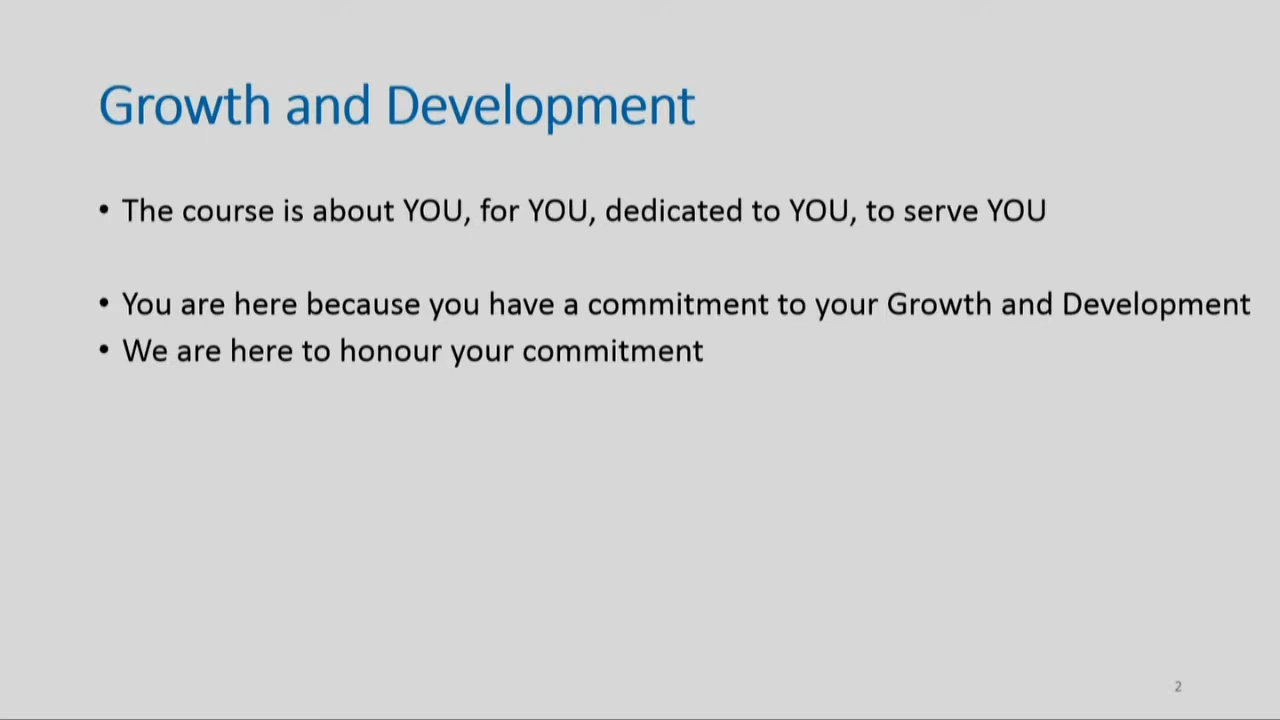 Growth and Development
• The course is about YOU, for YOU, dedicated to YOU, to serve YOU
• You are here because you have a commitment to your Growth and Development
• We are here to honour your commitment
2